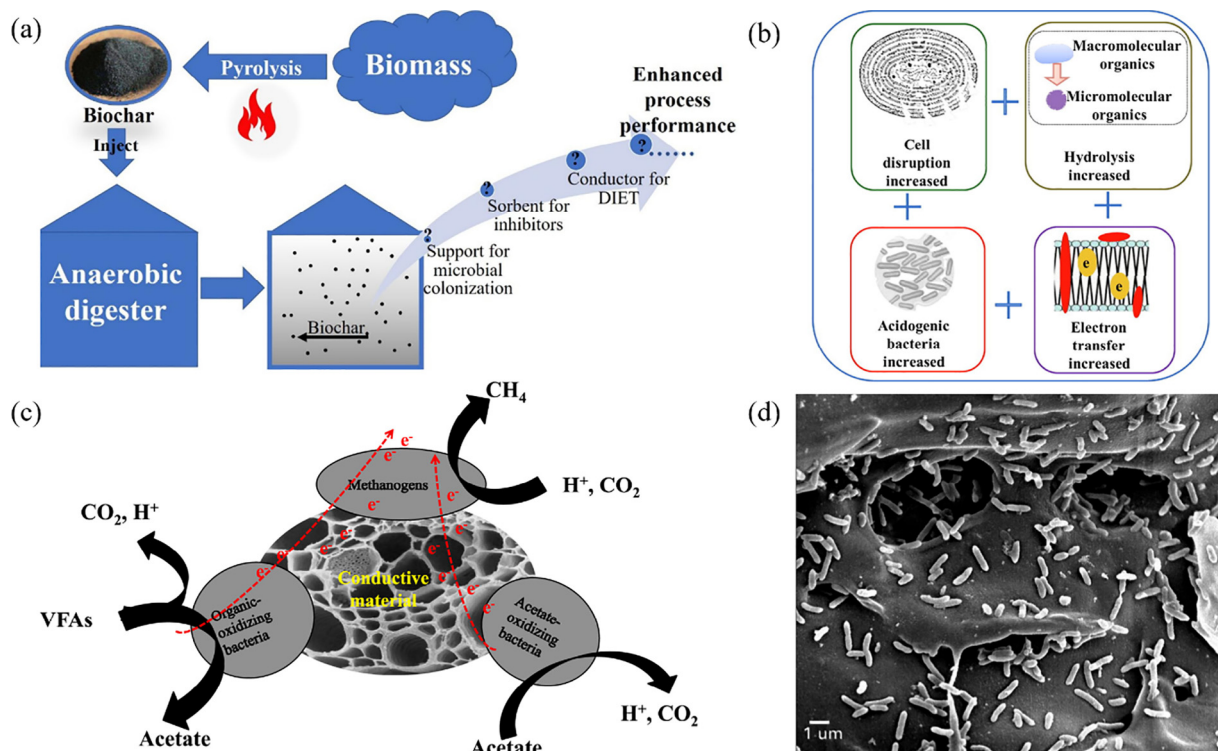 (a)
Pyrolysis
Biomass
Biochar
Inject
Enhanced
process
performance
?
?
?
?
Conductor for
DIET
Sorbent for
inhibitors
Support for
microbial
colonization
Anaerobic
digester
Biochar
(b)
Cell
disruption
increased
Macromolecular
organics
Micromolecular
organics
Hydrolysis
increased
Acidogenic
bacteria
increased
e
e
Electron
transfer
increased
(c)
CH4
e-
e-
e-
Methanogens
e-
e-
H+, CO2
CO2, H+
e-
e-
e-
e-
e-
e-
e-
e-
Conductive
material
VFAs
Organic-
oxidizing
bacteria
Acetate-
oxidizing
bacteria
Acetate
Acetate
H+, CO2
(d)
1 um